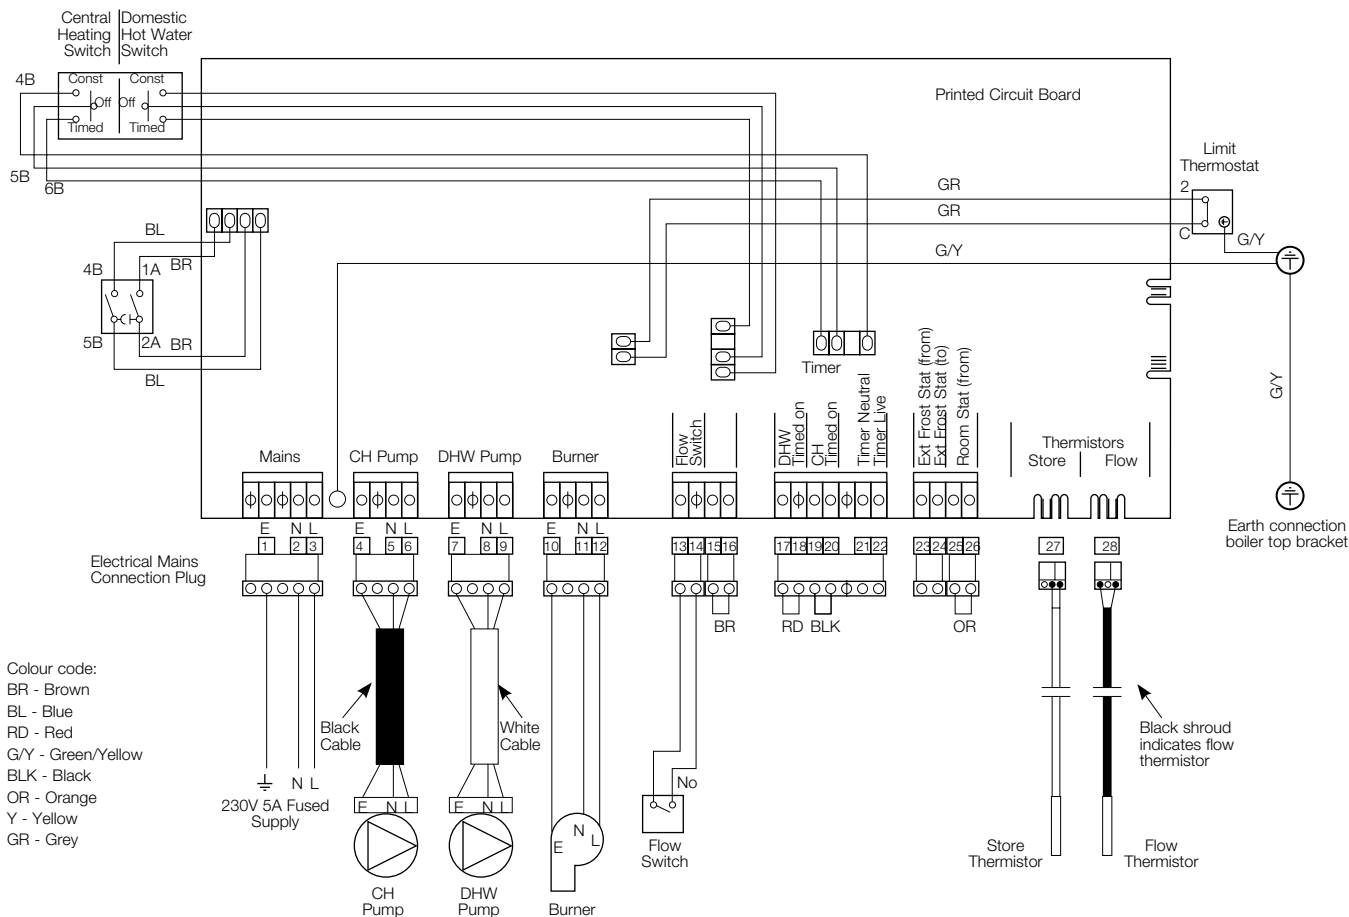 Central
Heating
Switch
Domestic
Hot Water
Switch
4B
Const
Const
Off
Off
Timed
Timed
5B
6B
Printed Circuit Board
Limit
Thermostat
2
GR
GR
C
G/Y
G/Y
BL
4B
1A
BR
5B
2A
BR
BL
Timer
G/Y
Mains
CH Pump
DHW Pump
Burner
Flow
Switch
DHW
Timed on
CH
Timed on
Timer Neutral
Timer Live
Ext Frost Stat (from)
Ext Frost Stat (to)
Room Stat (from)
Thermistors
Store
Flow
E N L
E N L
E N L
E N L
1 2 3
4 5 6
7 8 9
10 11 12
13 14 15 16
17 18 19 20 21 22
23 24 25 26
27
28
Earth connection
boiler top bracket
Electrical Mains
Connection Plug
BR
RD
BLK
OR
Colour code:
BR - Brown
BL - Blue
RD - Red
G/Y - Green/Yellow
BLK - Black
OR - Orange
Y - Yellow
GR - Grey
Black
Cable
White
Cable
Black shroud
indicates flow
thermistor
N L
230V 5A Fused
Supply
E N L
E N L
E N L
No
CH
Pump
DHW
Pump
Burner
Flow
Switch
Store
Thermistor
Flow
Thermistor